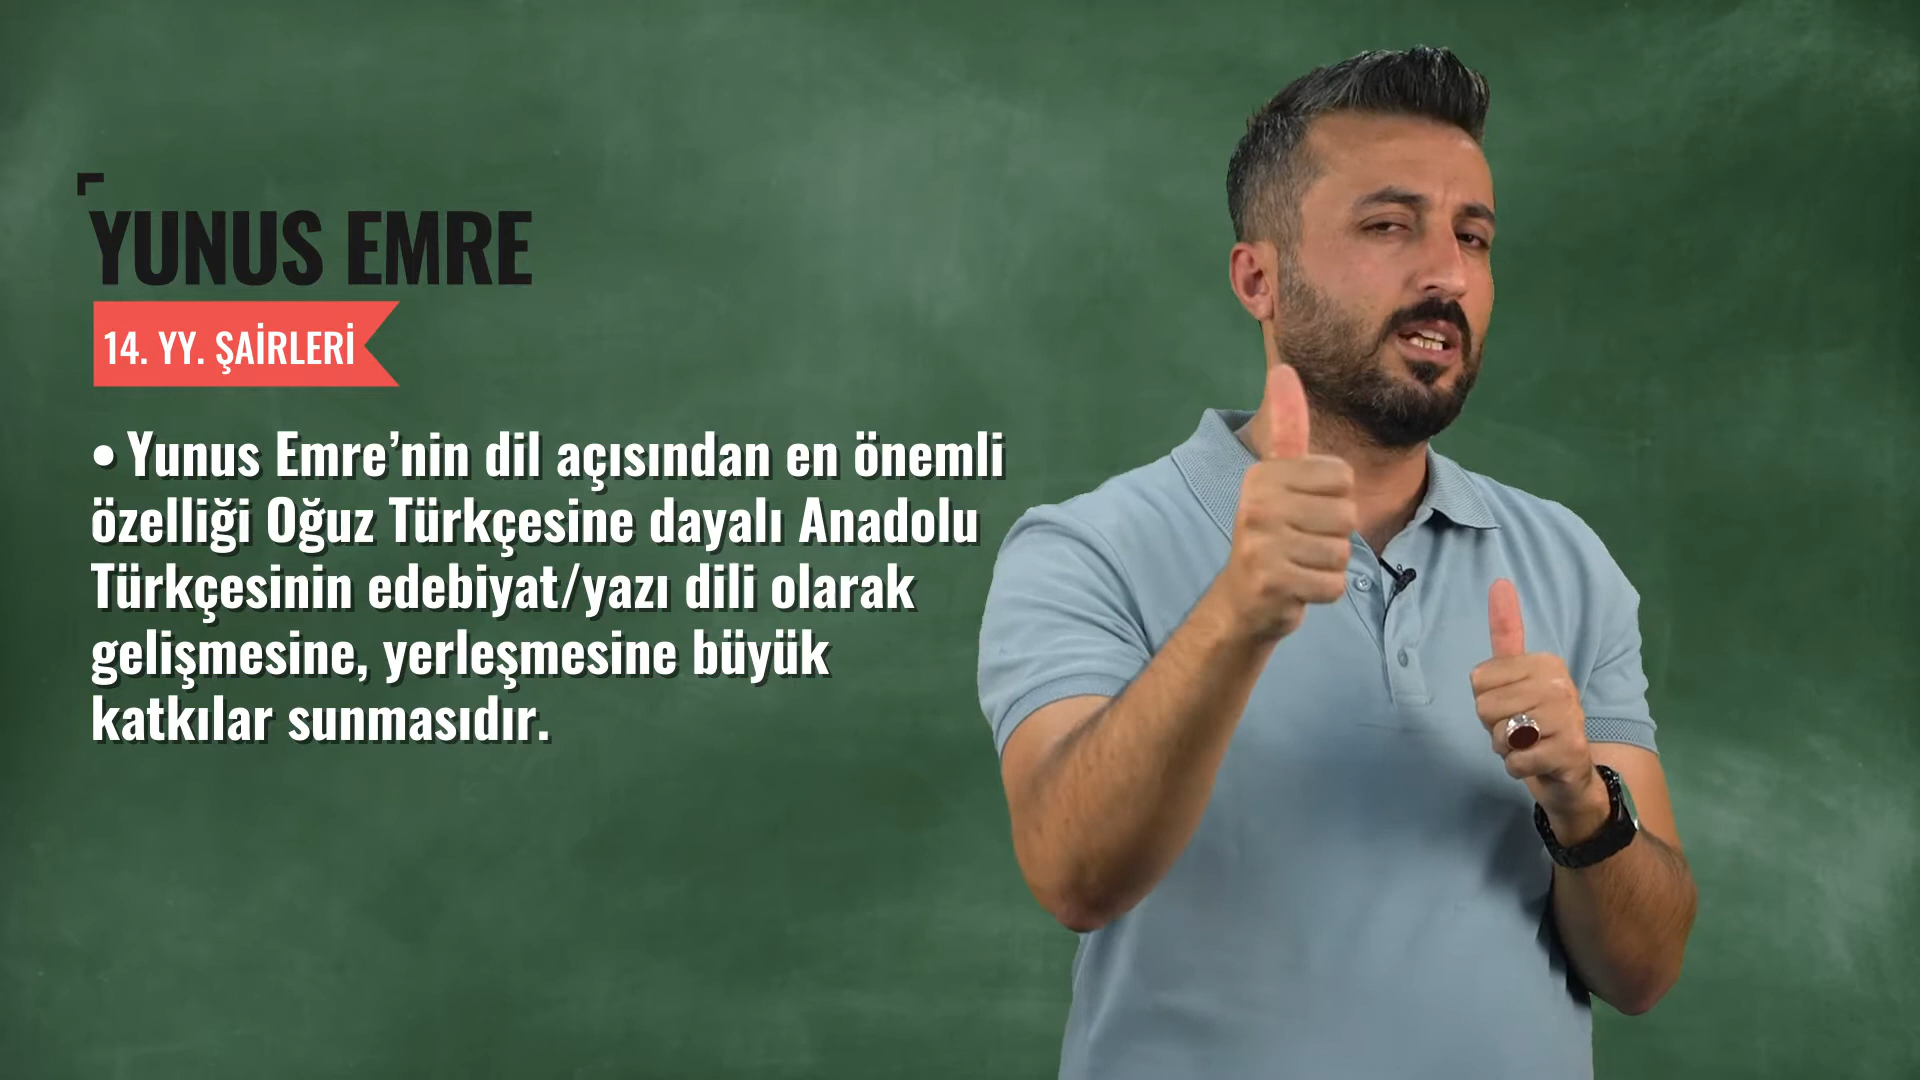 YUNUS EMRE
14. YY. ŞAİRLERİ
• Yunus Emre’nin dil açısından en önemli
özelliği Oğuz Türkçesine dayalı Anadolu
Türkçesinin edebiyat/yazı dili olarak
gelişmesine, yerleşmesine büyük
katkılar sunmasıdır.